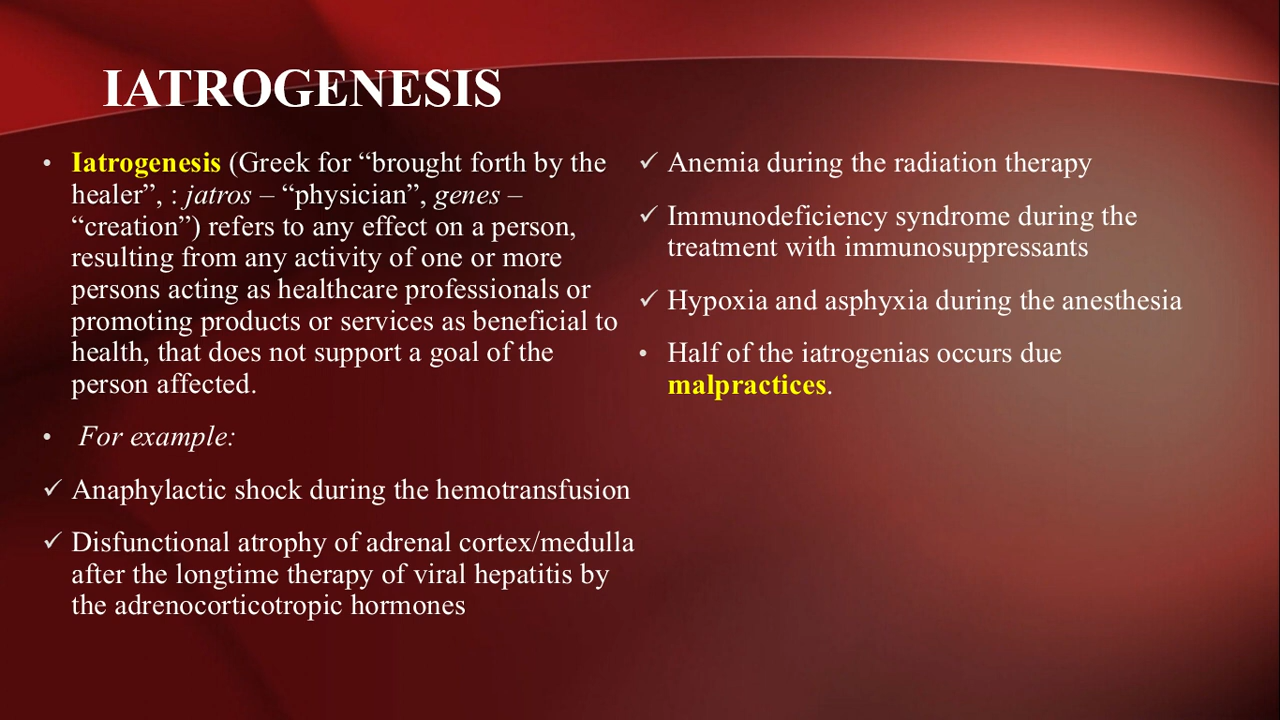 IATROGENESIS
• Iatrogenesis (Greek for “brought forth by the
healer”, : jatros – “physician”, genes –
“creation”) refers to any effect on a person,
resulting from any activity of one or more
persons acting as healthcare professionals or
promoting products or services as beneficial to
health, that does not support a goal of the
person affected.
• For example:
✓ Anaphylactic shock during the hemotransfusion
✓ Disfunctional atrophy of adrenal cortex/medulla
after the longtime therapy of viral hepatitis by
the adrenocorticotropic hormones
✓ Anemia during the radiation therapy
✓ Immunodeficiency syndrome during the
treatment with immunosuppressants
✓ Hypoxia and asphyxia during the anesthesia
• Half of the iatrogenias occurs due
malpractices.